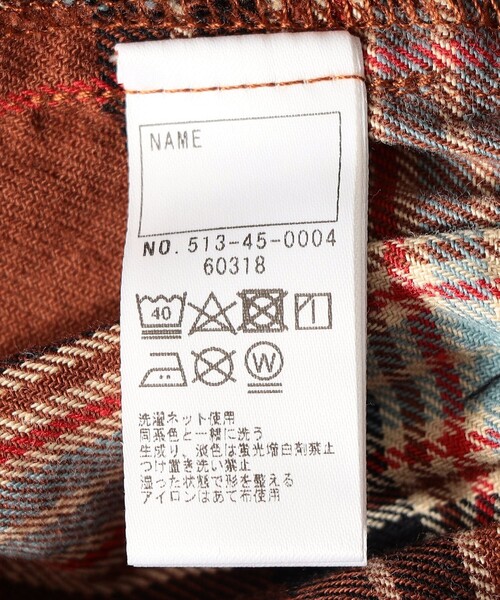 NAME
NO. 513-45-0004
60318
40
W
洗濯ネット使用
同系色と一緒に洗う
生成り、淡色は蛍光増白剤禁止
つけ置き洗い禁止
湿った状態で形を整える
アイロンはあて布使用